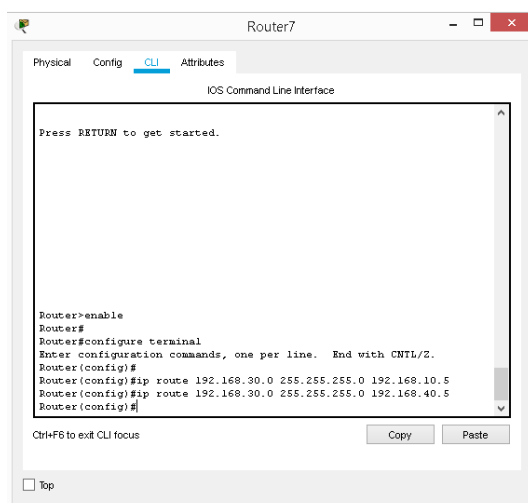 Router7
Physical Config CLI Attributes
IOS Command Line Interface
Press RETURN to get started.
Router>enable
Router#
Router#configure terminal
Enter configuration commands, one per line.  End with CNTL/Z.
Router(config)#
Router(config)#ip route 192.168.30.0 255.255.255.0 192.168.10.5
Router(config)#ip route 192.168.30.0 255.255.255.0 192.168.40.5
Router(config)#
Ctrl+F6 to exit CLI focus Copy Paste
Top